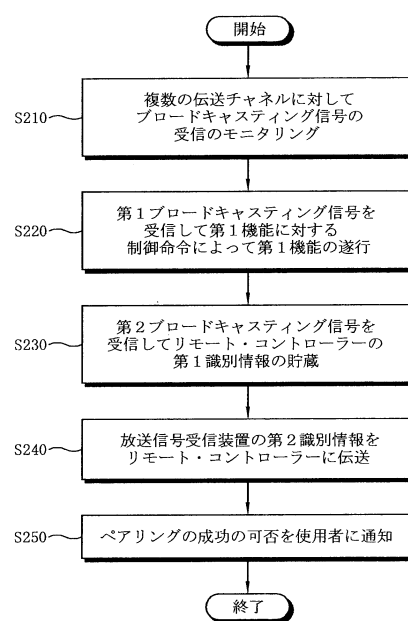 開始
S210
複数の伝送チャネルに対して
ブロードキャスティング信号の
受信のモニタリング
S220
第1ブロードキャスティング信号を
受信して第1機能に対する
制御命令によって第1機能の遂行
S230
第2ブロードキャスティング信号を
受信してリモート・コントローラーの
第1識別情報の貯蔵
S240
放送信号受信装置の第2識別情報を
リモート・コントローラーに伝送
S250
ペアリングの成功の可否を使用者に通知
終了